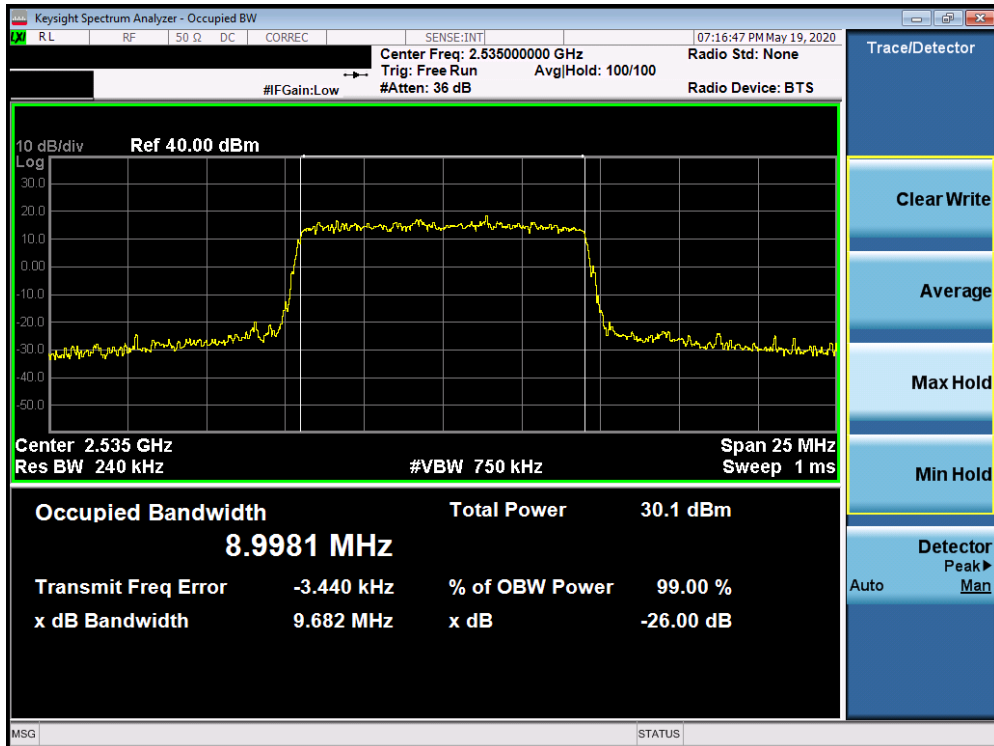 Keysight Spectrum Analyzer - Occupied BW
LXI RL RF 50 Ω DC CORREC SENSE:INT 07:16:47 PM May 19, 2020
Center Freq: 2.535000000 GHz Radio Std: None
Trig: Free Run Avg|Hold: 100/100
#IFGain:Low #Atten: 36 dB Radio Device: BTS
Trace/Detector
10 dB/div Ref 40.00 dBm
Log
30.0
20.0
10.0
0.00
-10.0
-20.0
-30.0
-40.0
-50.0
Center 2.535 GHz Span 25 MHz
Res BW 240 kHz #VBW 750 kHz Sweep 1 ms
Occupied Bandwidth Total Power 30.1 dBm
8.9981 MHz
Transmit Freq Error -3.440 kHz % of OBW Power 99.00 %
x dB Bandwidth 9.682 MHz x dB -26.00 dB
Clear Write
Average
Max Hold
Min Hold
Detector
Peak▶
Auto Man
MSG STATUS